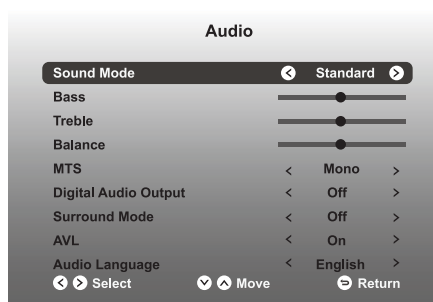 Audio
Sound Mode Standard
Bass
Treble
Balance
MTS < Mono >
Digital Audio Output < Off >
Surround Mode < Off >
AVL < On >
Audio Language < English >
Select Move Return